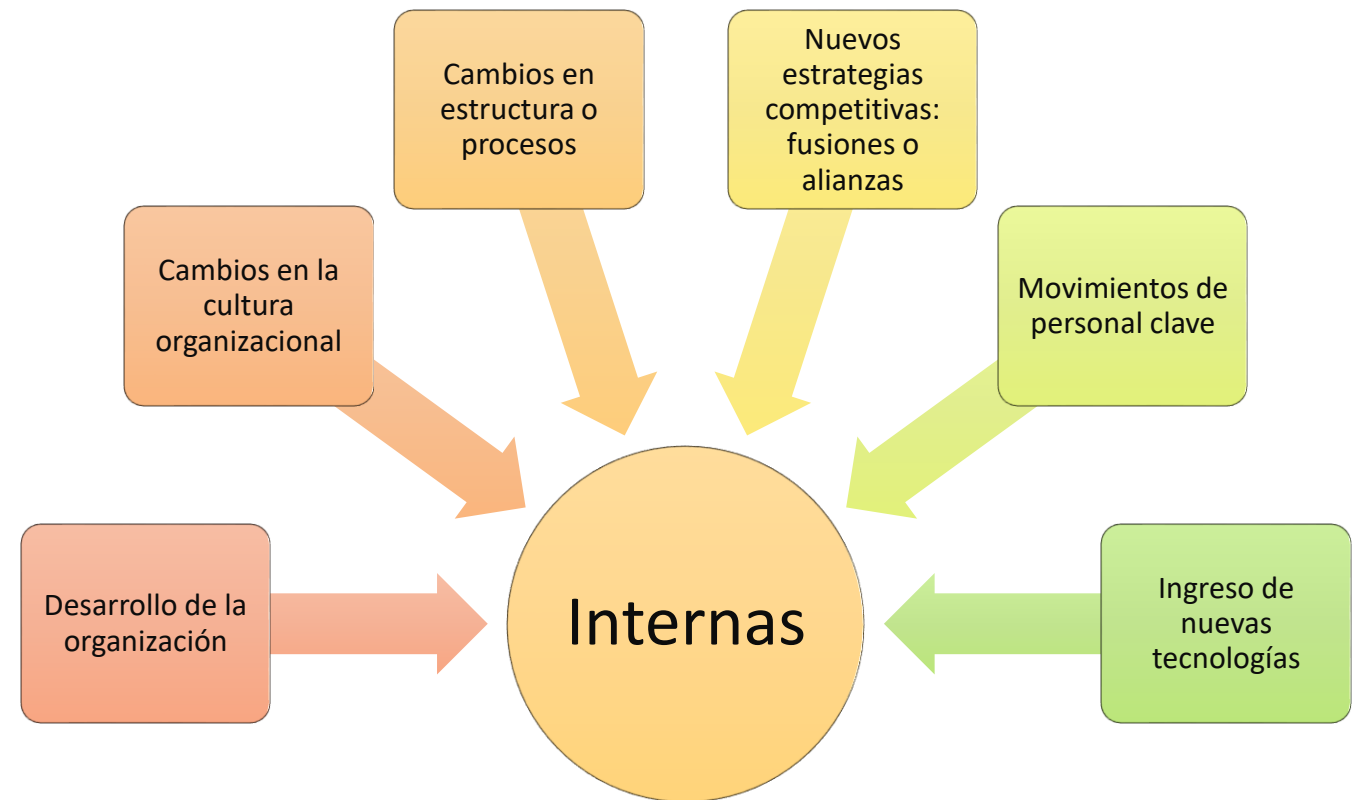 Desarrollo de la
organización
Cambios en la
cultura
organizacional
Cambios en
estructura o
procesos
Nuevos
estrategias
competitivas:
fusiones o
alianzas
Movimientos de
personal clave
Ingreso de
nuevas
tecnologías
Internas